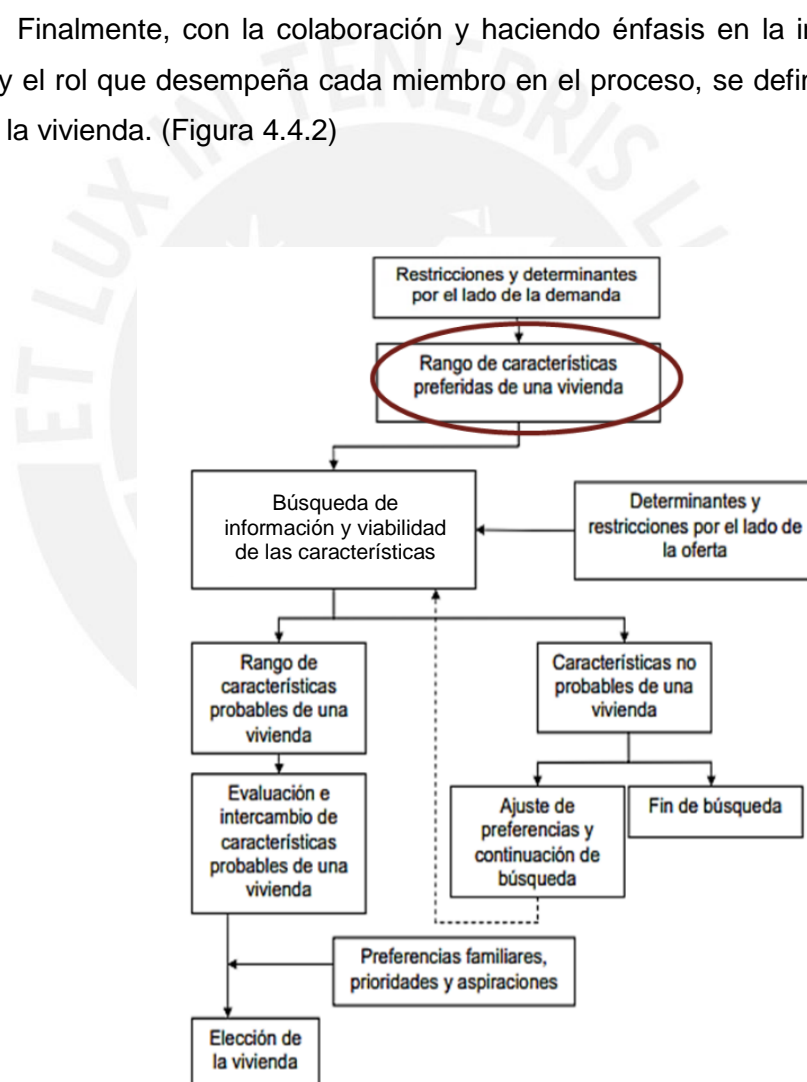 Finalmente, con la colaboración y haciendo énfasis en la
y el rol que desempeña cada miembro en el proceso, se
la vivienda. (Figura 4.4.2)
ET LUX IN TENEBRIS
Restricciones y determinantes
por el lado de la demanda
Rango de características
preferidas de una vivienda
Búsqueda de
información y viabilidad
de las características
Determinantes y
restricciones por el lado de
la oferta
Rango de
características
probables de una
vivienda
Características no
probables de una
vivienda
Evaluación e
intercambio de
características
probables de una
vivienda
Ajuste de
preferencias y
continuación de
búsqueda
Fin de búsqueda
Preferencias familiares,
prioridades y aspiraciones
Elección de
la vivienda